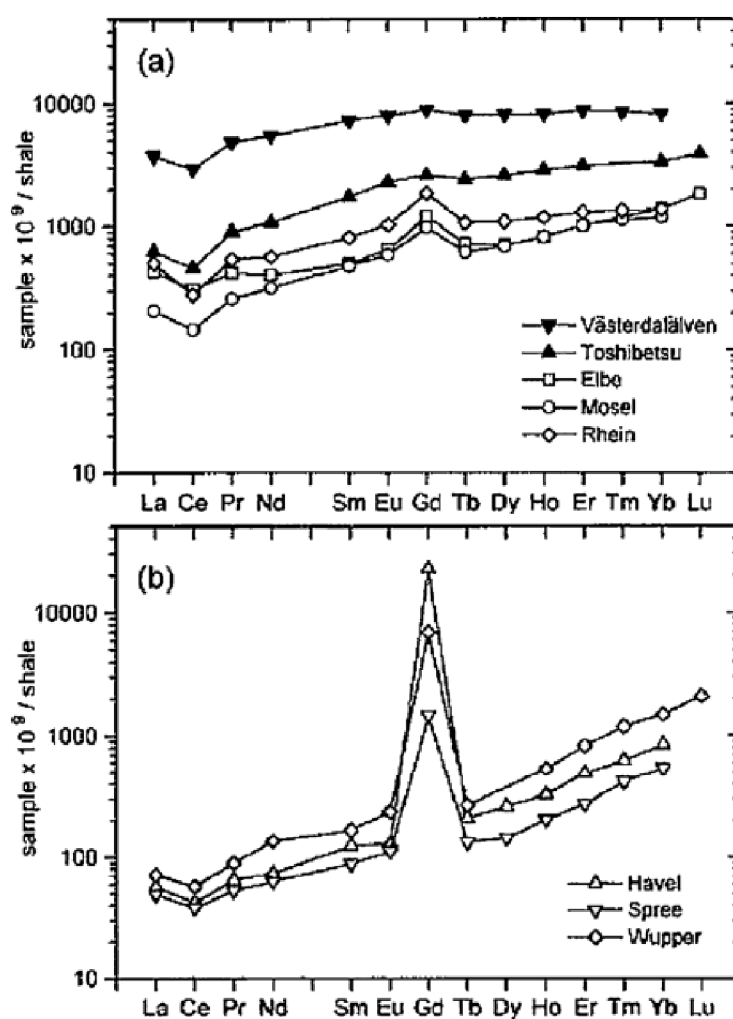 (a)
10000
1000
100
10
sample x 10⁹ / shale
Västerdalälven
Toshibetsu
Elbe
Mosel
Rhein
La Ce Pr Nd Sm Eu Gd Tb Dy Ho Er Tm Yb Lu
(b)
10000
1000
100
10
sample x 10⁹ / shale
Havel
Spree
Wupper
La Ce Pr Nd Sm Eu Gd Tb Dy Ho Er Tm Yb Lu